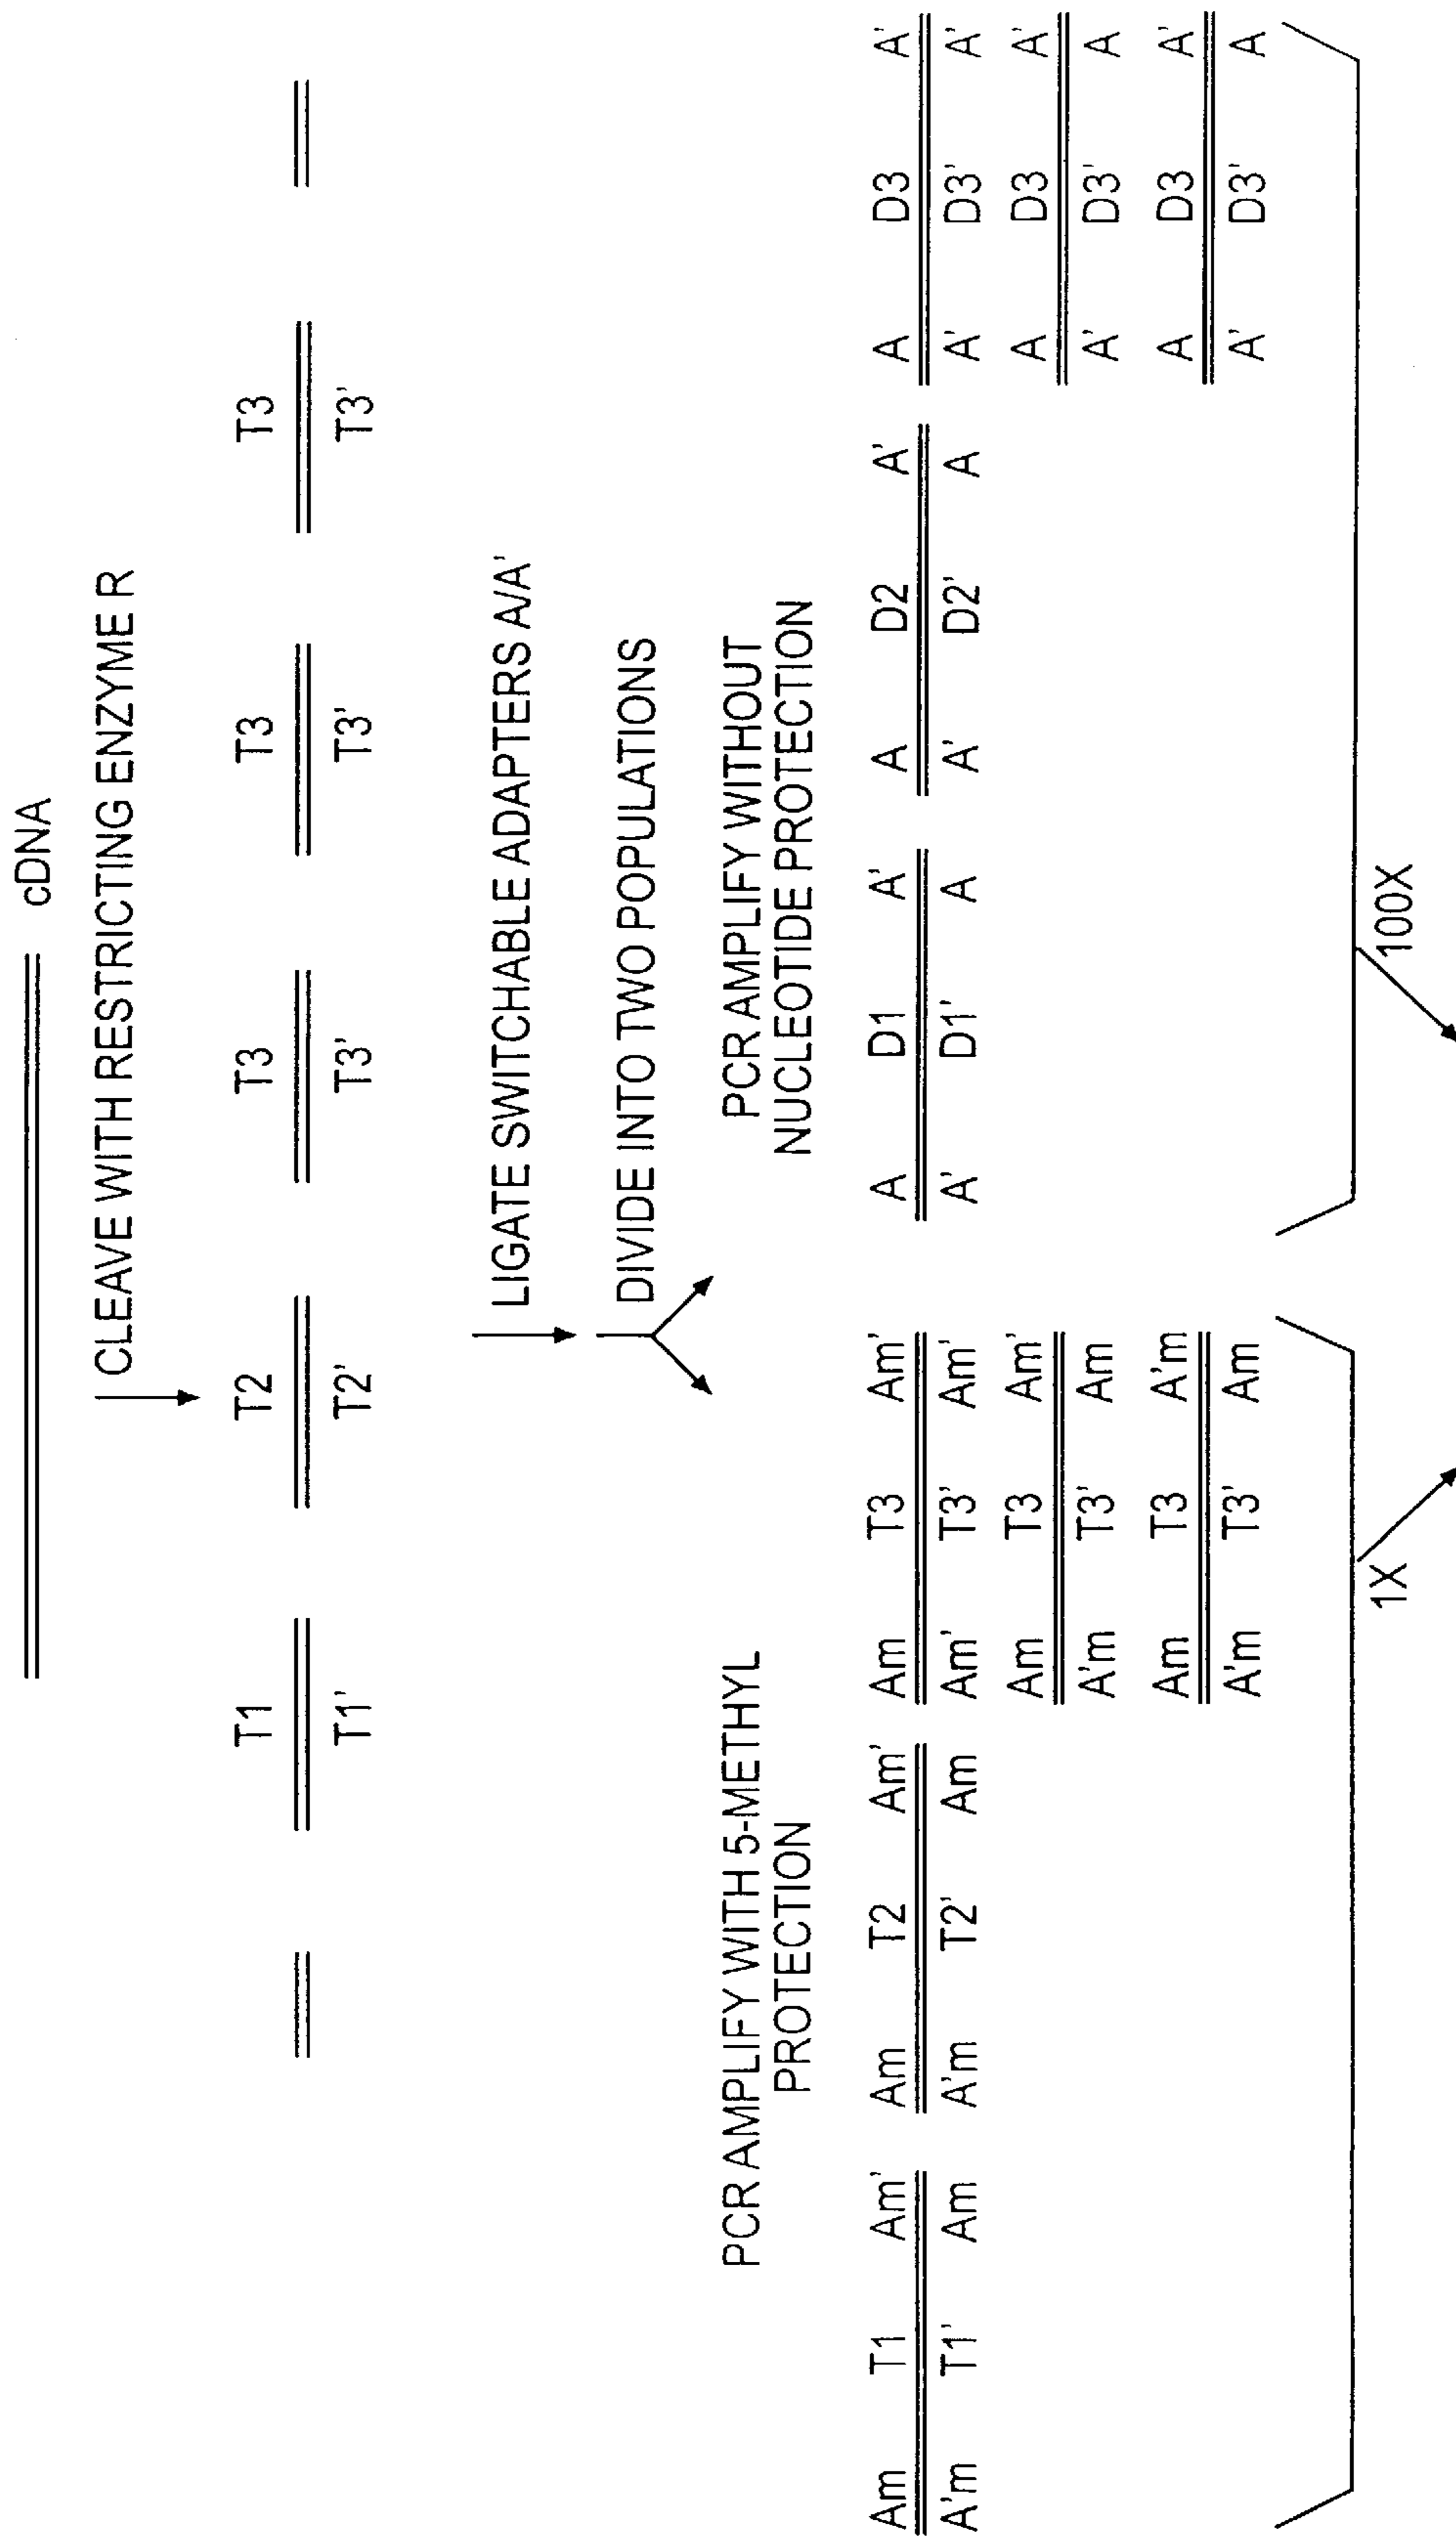 cDNA
CLEAVE WITH RESTRICTING ENZYME R
T1 T2 T3 T3 T3
T1' T2' T3' T3' T3'
LIGATE SWITCHABLE ADAPTERS A/A'
DIVIDE INTO TWO POPULATIONS
PCR AMPLIFY WITH 5-METHYL
PROTECTION
PCR AMPLIFY WITHOUT
NUCLEOTIDE PROTECTION
Am T1 Am' Am T2 Am' Am T3 Am' A D1 A' A D2 A' A D3 A'
A'm T1' Am A'm T2' Am Am' T3' Am' A' D1' A A' D2' A A' D3' A'
Am T3 Am' A D3 A'
A'm T3' Am A' D3' A
Am T3 A'm A D3 A'
A'm T3' Am A' D3' A
1X 100X